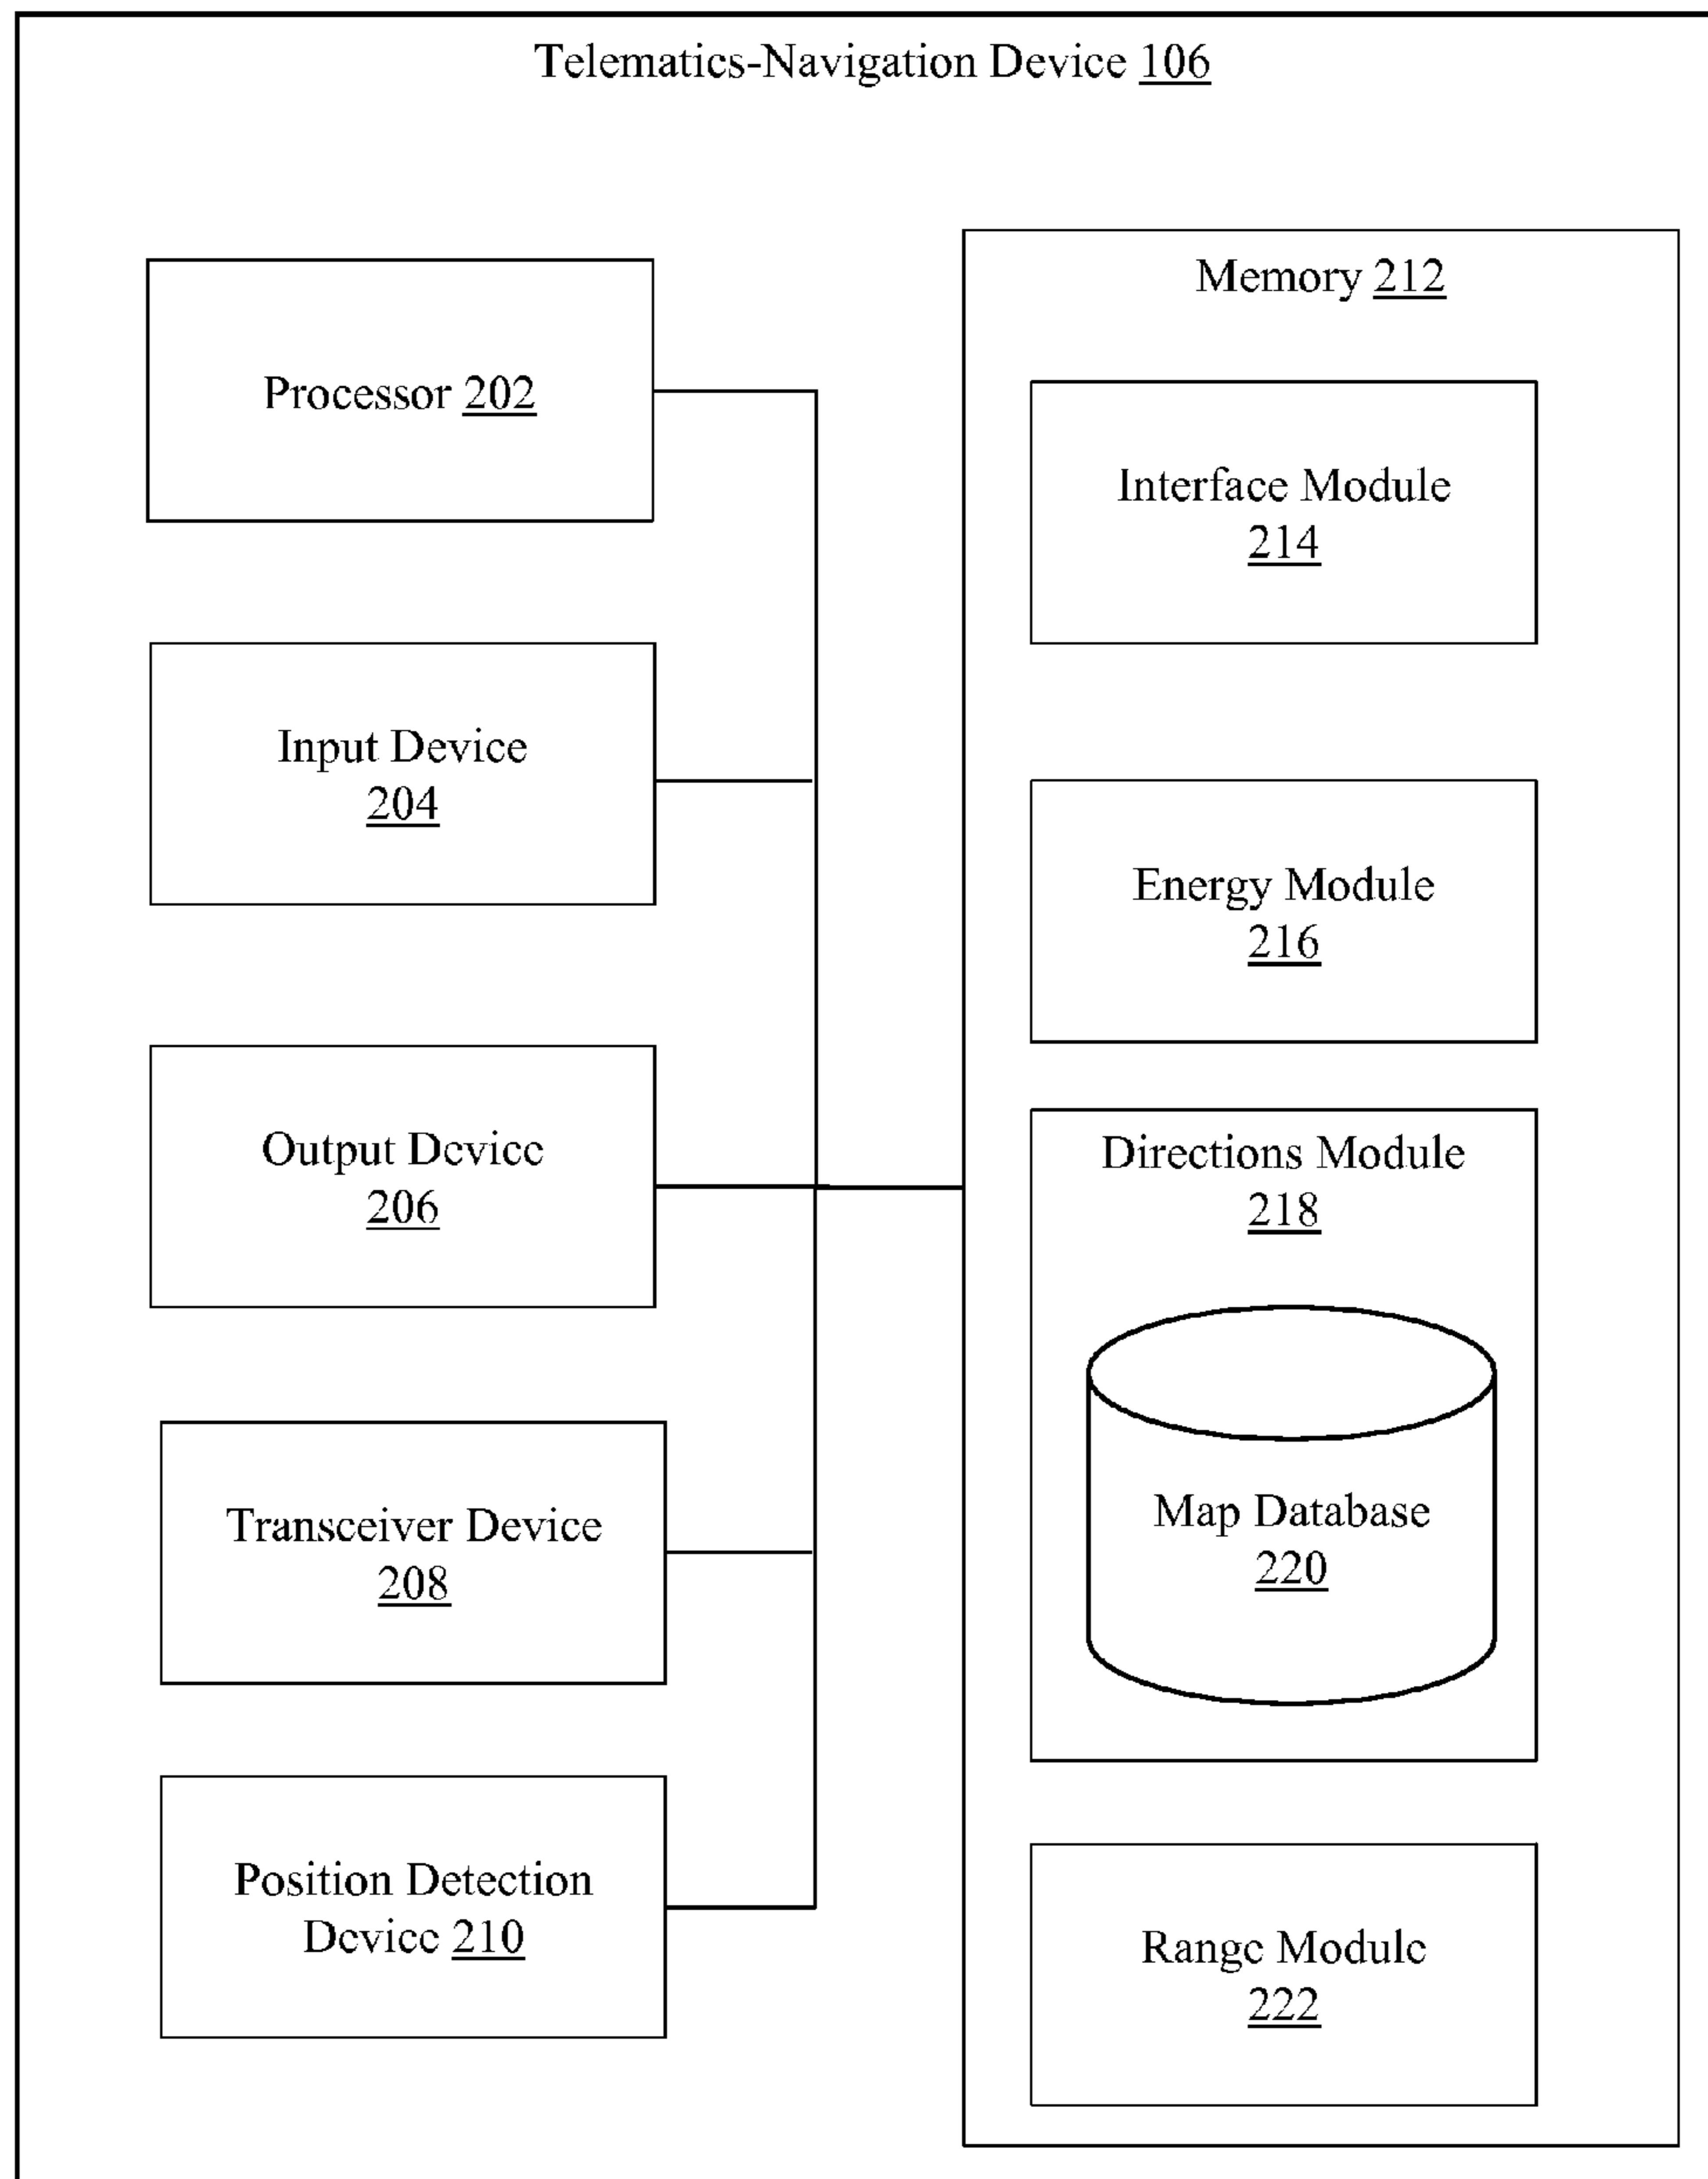 Telematics-Navigation Device 106
Processor 202
Input Device
204
Output Device
206
Transceiver Device
208
Position Detection
Device 210
Memory 212
Interface Module
214
Energy Module
216
Directions Module
218
Map Database
220
Range Module
222